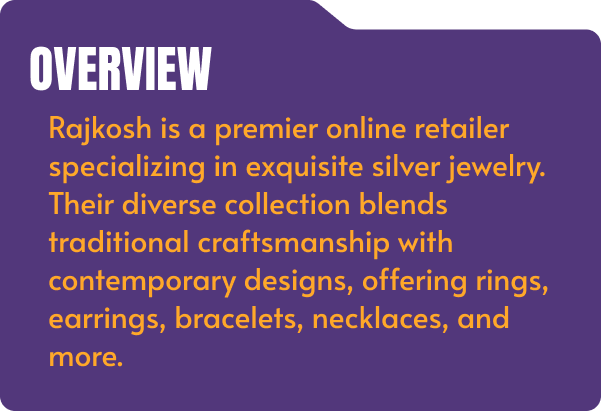 OVERVIEW
Rajkosh is a premier online retailer
specializing in exquisite silver jewelry.
Their diverse collection blends
traditional craftsmanship with
contemporary designs, offering rings,
earrings, bracelets, necklaces, and
more.